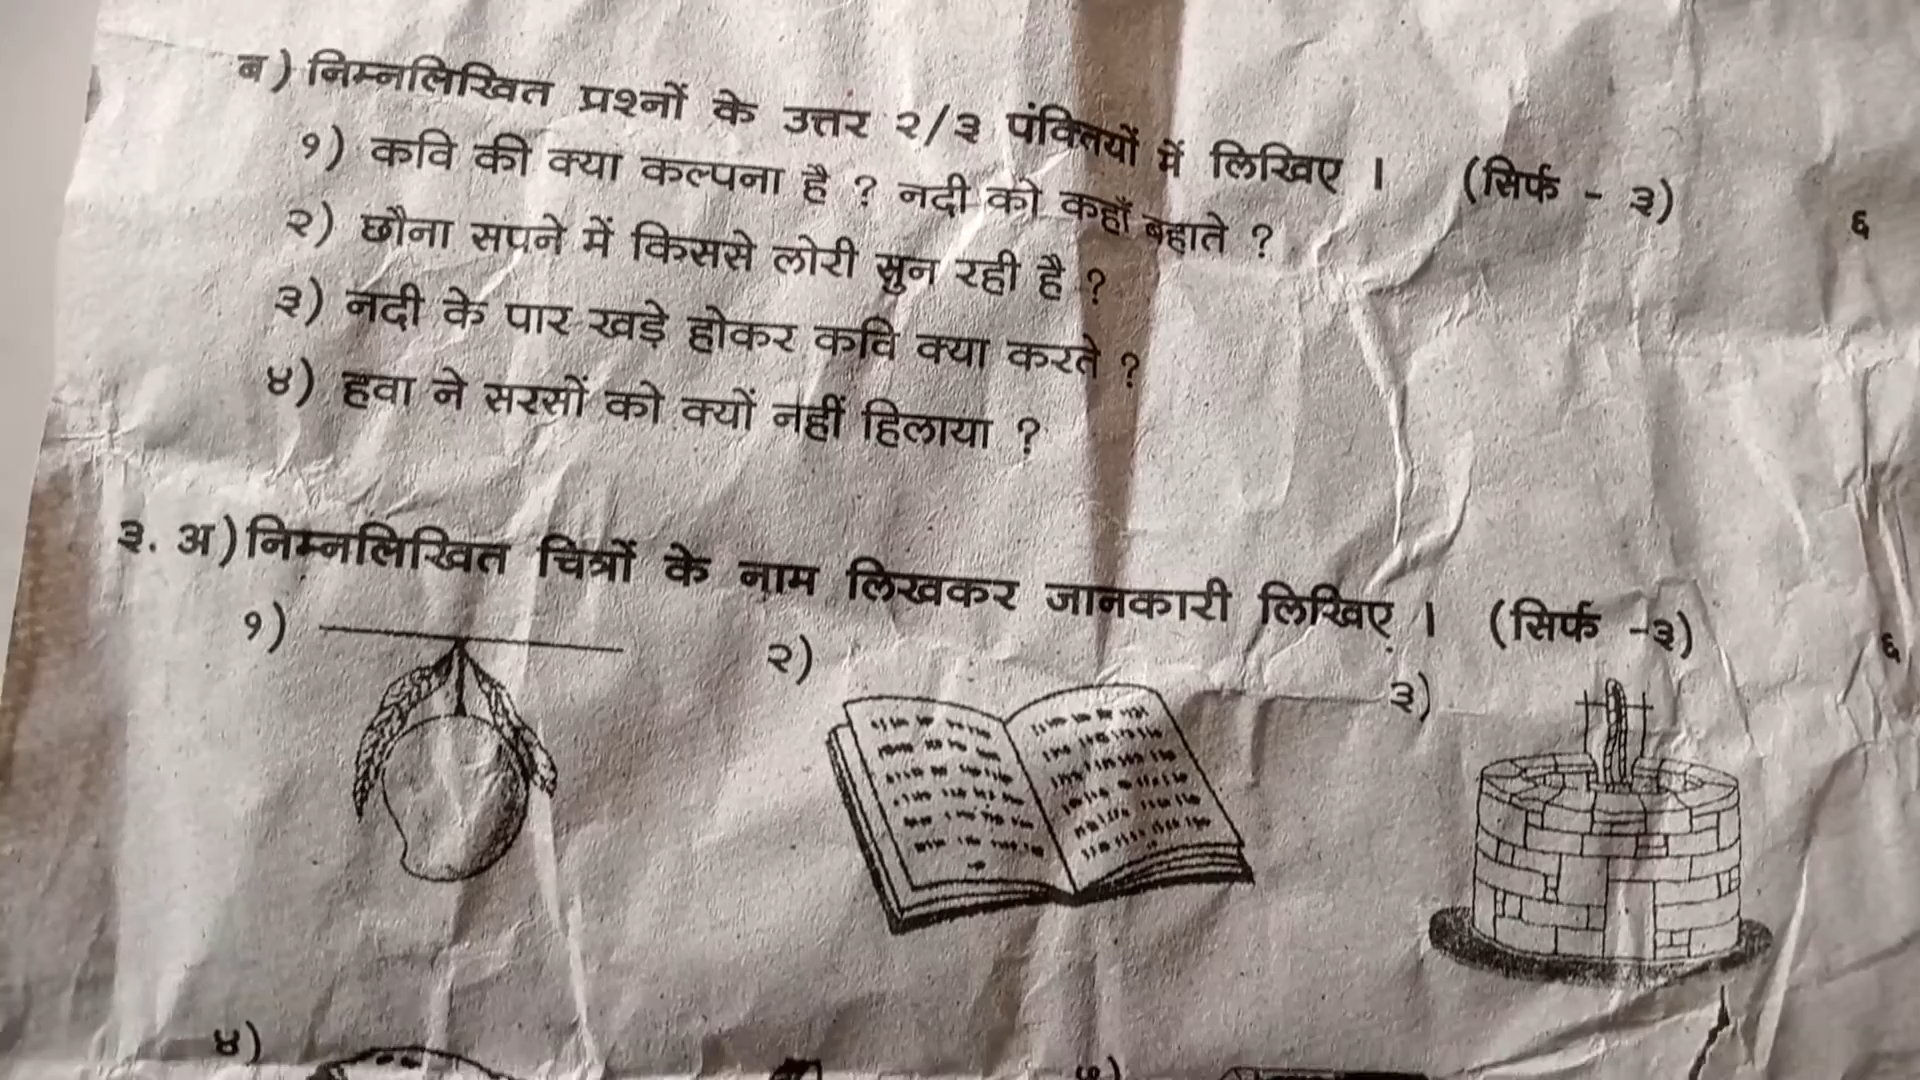 ब) निम्नलिखित प्रश्नों के उत्तर २/३ पंक्तियों में लिखिए । (सिर्फ - ३) ६
१) कवि की क्या कल्पना है ? नदी को कहाँ बहाते ?
२) छौना सपने में किससे लोरी सुन रही है ?
३) नदी के पार खड़े होकर कवि क्या करते ?
४) हवा ने सरसों को क्यों नहीं हिलाया ?
३. अ) निम्नलिखित चित्रों के नाम लिखकर जानकारी लिखिए । (सिर्फ -३) ६
१) २) ३)
४)